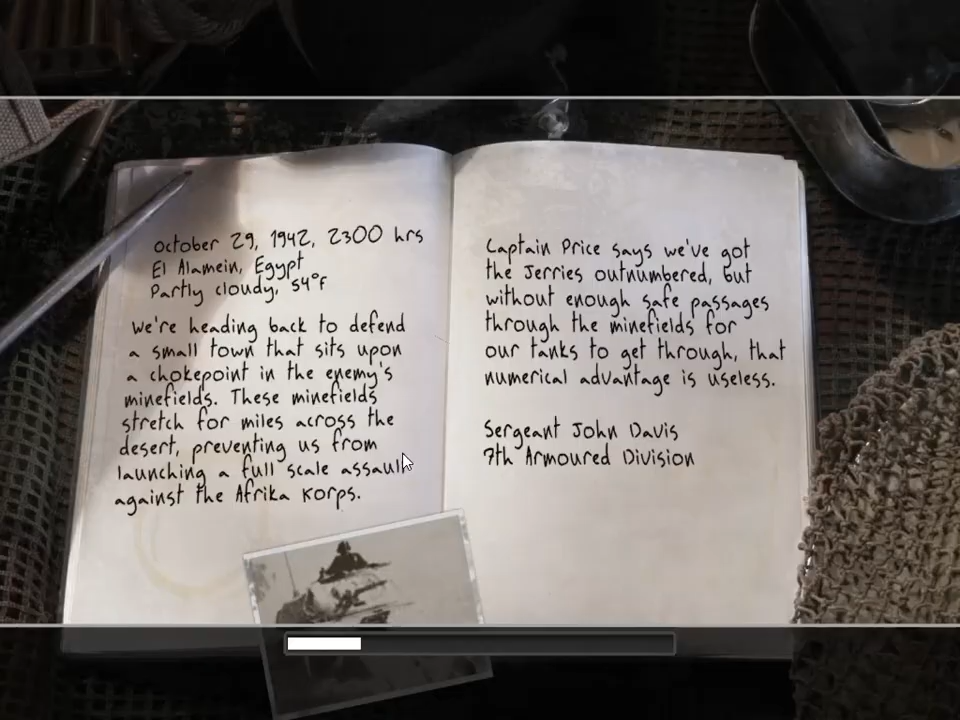 October 29, 1942, 2300 hrs
El Alamein, Egypt
Partly cloudy, 54°F
We're heading back to defend
a small town that sits upon
a chokepoint in the enemy's
minefields. These minefields
stretch for miles across the
desert, preventing us from
launching a full scale assault
against the Afrika Korps.
Captain Price says we've got
the Jerries outnumbered, but
without enough safe passages
through the minefields for
our tanks to get through, that
numerical advantage is useless.
Sergeant John Davis
7th Armoured Division